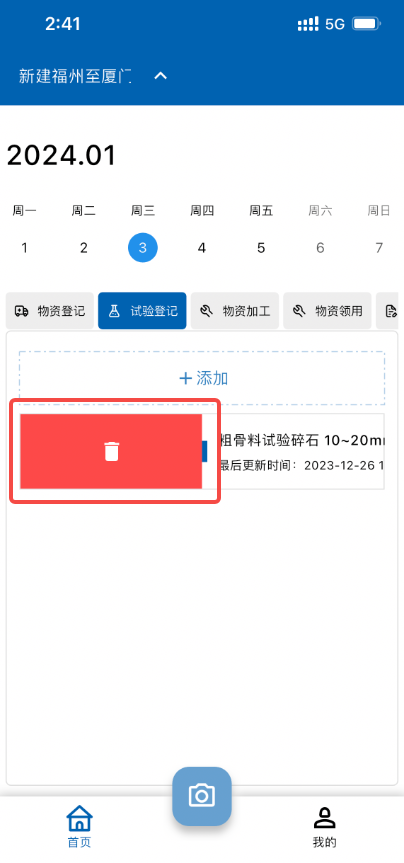 2:41 5G
新建福州至厦门
2024.01
周一 周二 周三 周四 周五 周六 周日
1 2 3 4 5 6 7
物资登记 试验登记 物资加工 物资领用
+添加
粗骨料试验碎石 10~20mm
最后更新时间：2023-12-26 1
首页 我的